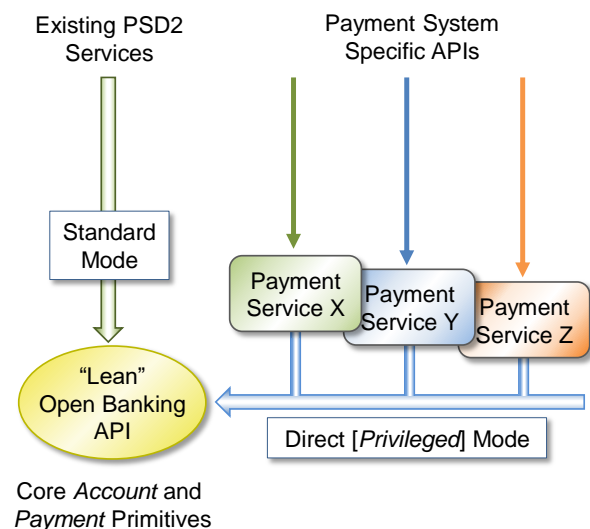 Existing PSD2
Services
Payment System
Specific APIs
Standard
Mode
Payment
Service X
Payment
Service Y
Payment
Service Z
“Lean”
Open Banking
API
Direct [Privileged] Mode
Core Account and
Payment Primitives